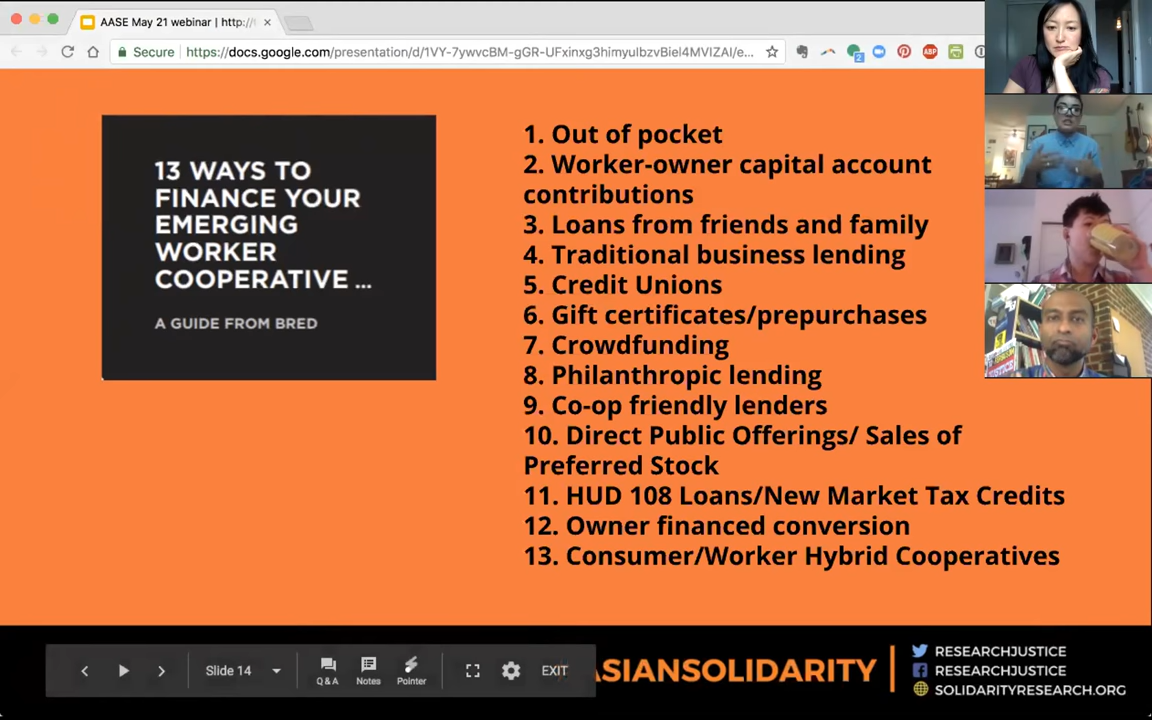 AASE May 21 webinar | http://
Secure
https://docs.google.com/presentation/d/1VY-7ywvcBM-gGR-UFxinxg3himyulbzvBiel4MVIZAI/e...
2
ABP
13 WAYS TO
FINANCE YOUR
EMERGING
WORKER
COOPERATIVE ...
A GUIDE FROM BRED
1. Out of pocket
2. Worker-owner capital account
contributions
3. Loans from friends and family
4. Traditional business lending
5. Credit Unions
6. Gift certificates/prepurchases
7. Crowdfunding
8. Philanthropic lending
9. Co-op friendly lenders
10. Direct Public Offerings/ Sales of
Preferred Stock
11. HUD 108 Loans/New Market Tax Credits
12. Owner financed conversion
13. Consumer/Worker Hybrid Cooperatives
Slide 14
Q & A
Notes
Pointer
EXIT
SIANSOLIDARITY
RESEARCHJUSTICE
RESEARCHJUSTICE
SOLIDARITYRESEARCH.ORG